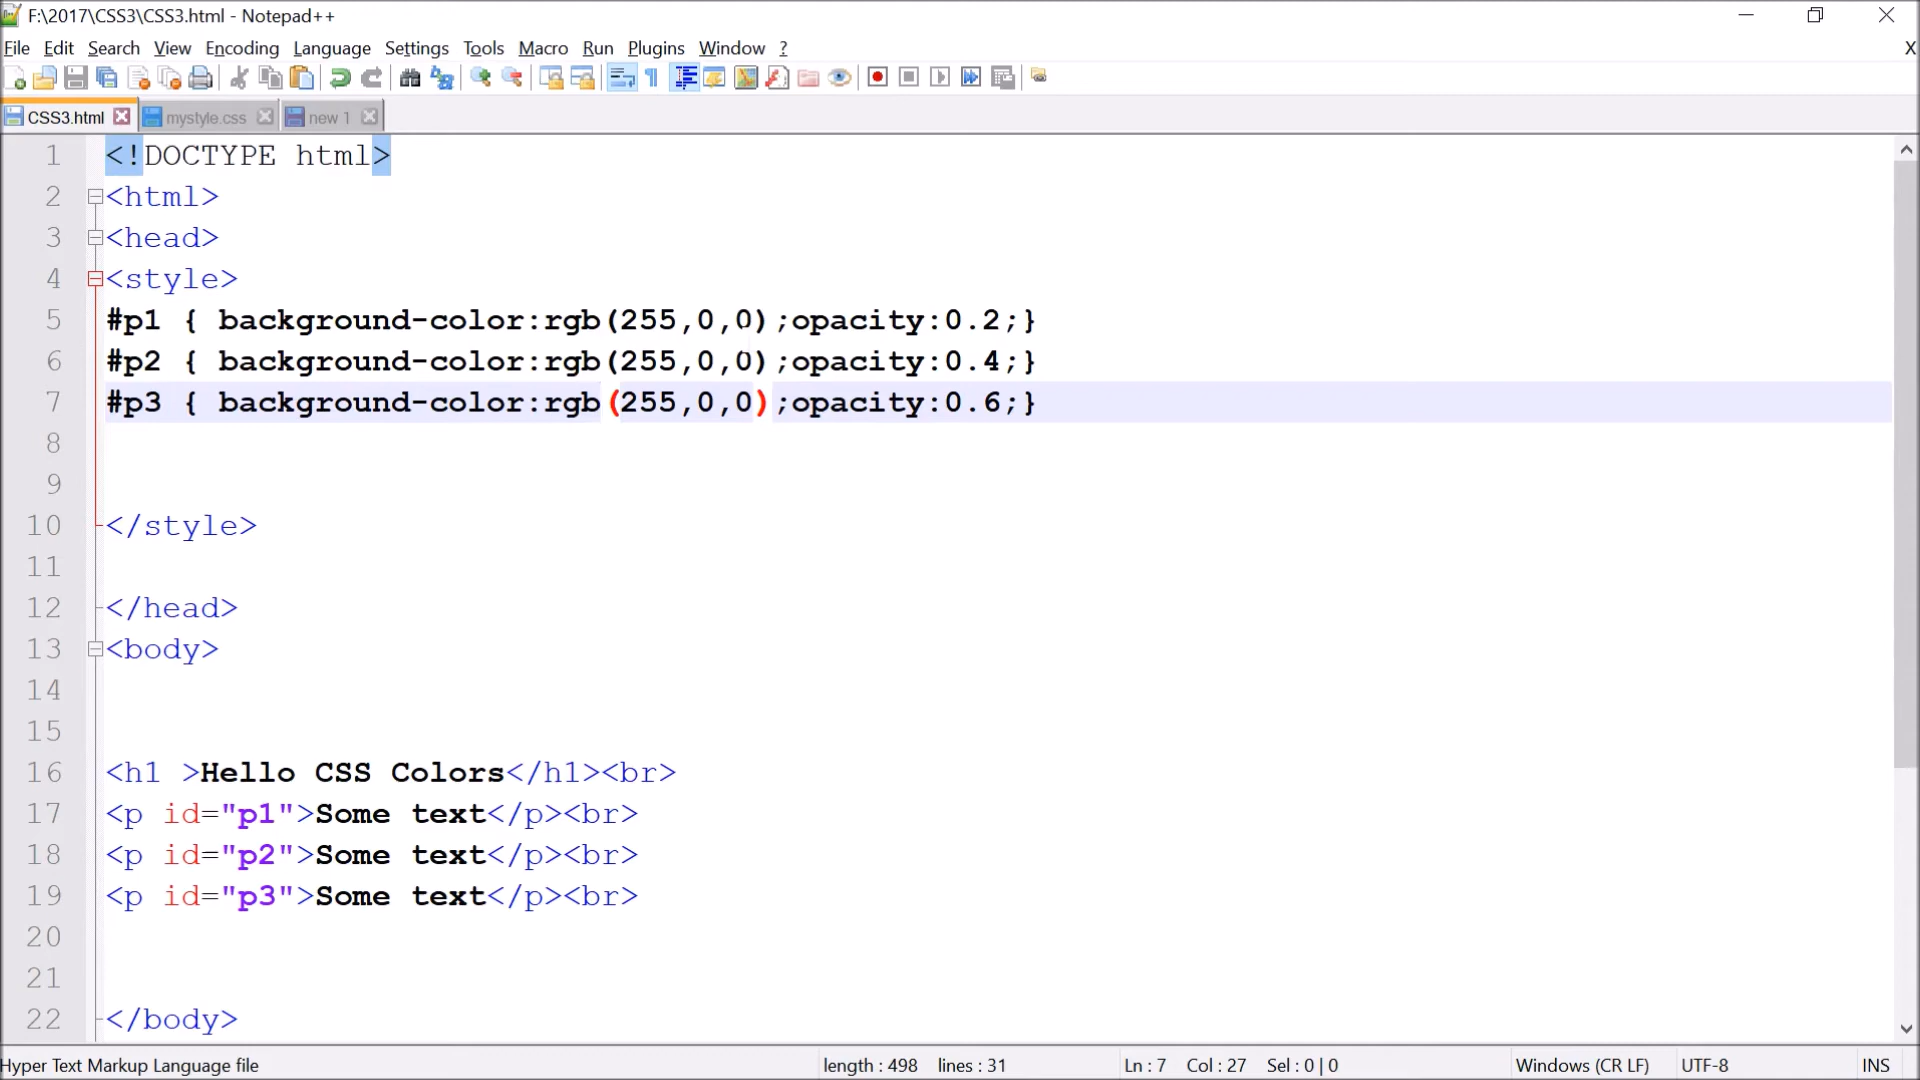 F:\2017\CSS3\CSS3.html - Notepad++
File Edit Search View Encoding Language Settings Tools Macro Run Plugins Window ? X
CSS3.html mystyle.css new 1
1 <!DOCTYPE html>
2 <html>
3 <head>
4 <style>
5 #p1 { background-color:rgb(255,0,0);opacity:0.2;}
6 #p2 { background-color:rgb(255,0,0);opacity:0.4;}
7 #p3 { background-color:rgb(255,0,0);opacity:0.6;}
8
9
10 </style>
11
12 </head>
13 <body>
14
15
16 <h1 >Hello CSS Colors</h1><br>
17 <p id="p1">Some text</p><br>
18 <p id="p2">Some text</p><br>
19 <p id="p3">Some text</p><br>
20
21
22 </body>
Hyper Text Markup Language file length : 498 lines : 31 Ln : 7 Col : 27 Sel : 0 | 0 Windows (CR LF) UTF-8 INS